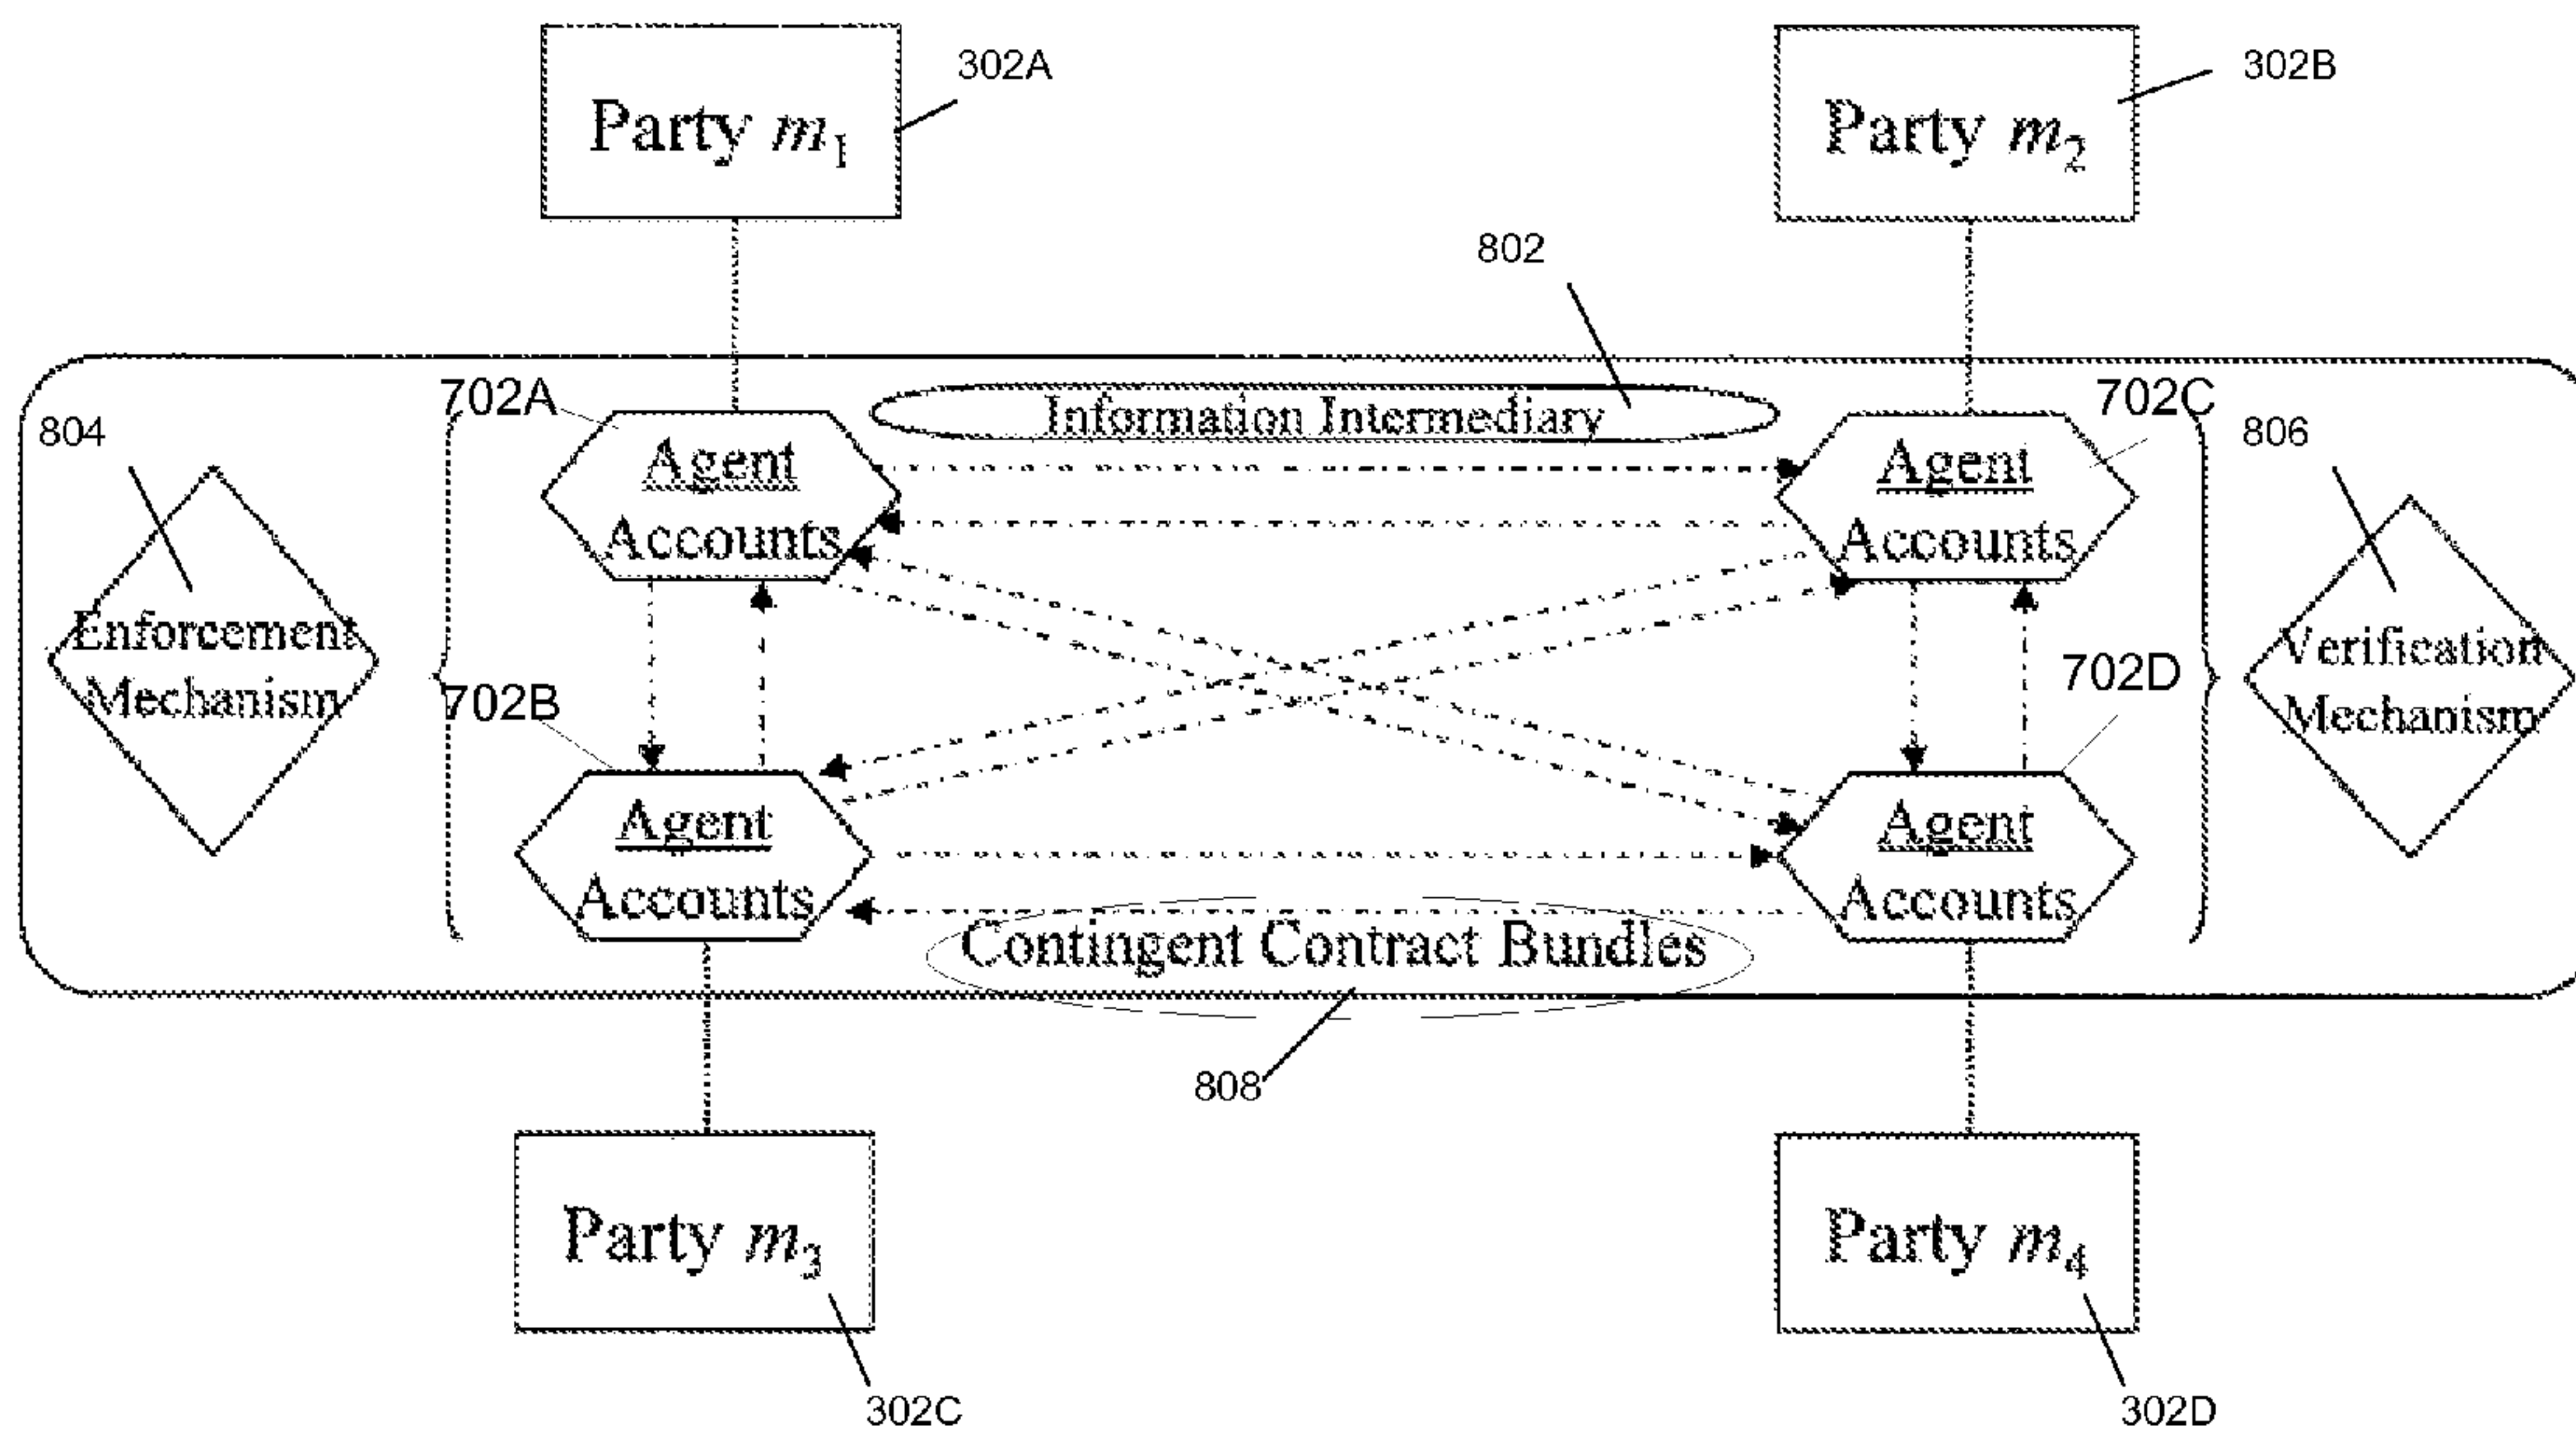 Party m1
302A
Party m2
302B
802
702A
Information Intermediary
702C
804
806
Agent
Accounts
Agent
Accounts
Enforcement
Mechanism
Verification
Mechanism
702B
702D
Agent
Accounts
Agent
Accounts
Contingent Contract Bundles
808
Party m3
302C
Party m4
302D